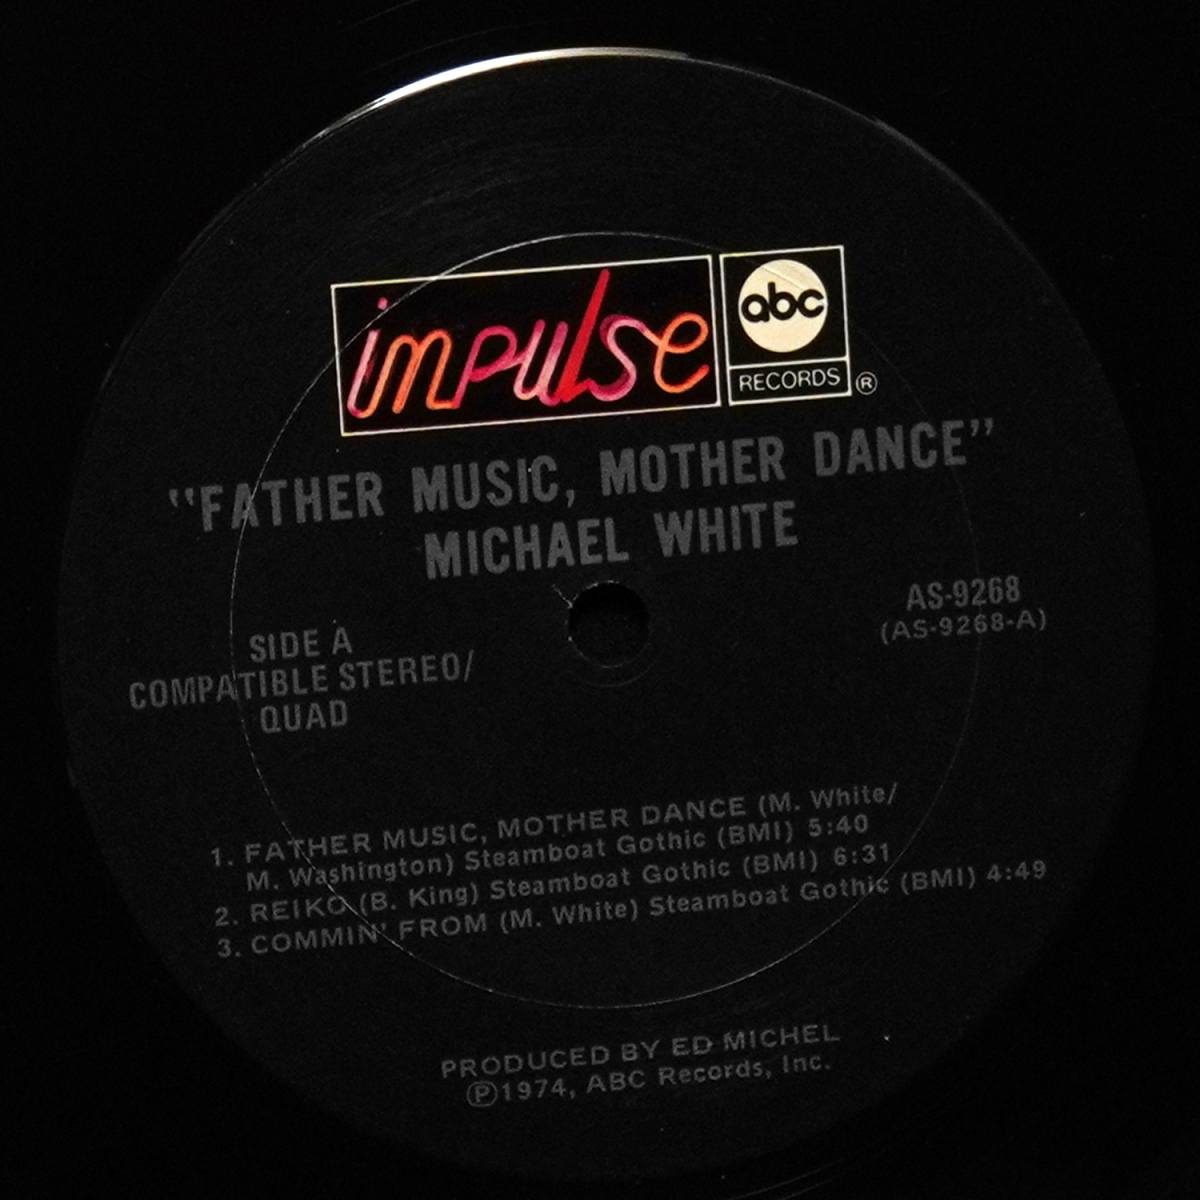 impulse
abc
RECORDS ®
"FATHER MUSIC, MOTHER DANCE"
MICHAEL WHITE
SIDE A
COMPATIBLE STEREO/
QUAD
AS-9268
(AS-9268-A)
1. FATHER MUSIC, MOTHER DANCE (M. White/
M. Washington) Steamboat Gothic (BMI) 5:40
2. REIKO (B. King) Steamboat Gothic (BMI) 6:31
3. COMMIN' FROM (M. White) Steamboat Gothic (BMI) 4:49
PRODUCED BY ED MICHEL
℗1974, ABC Records, Inc.